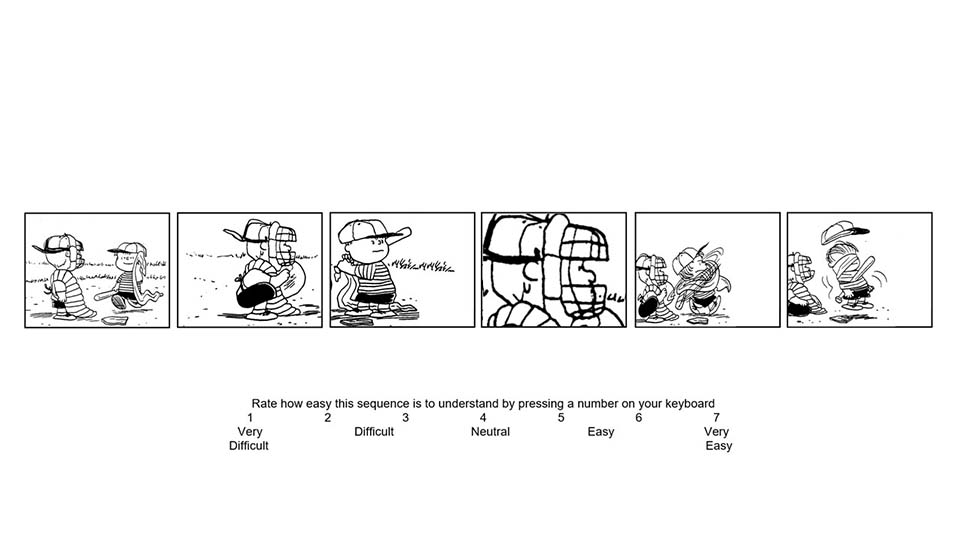 Rate how easy this sequence is to understand by pressing a number on your keyboard
1 2 3 4 5 6 7
Very Difficult Neutral Easy Very
Difficult Easy